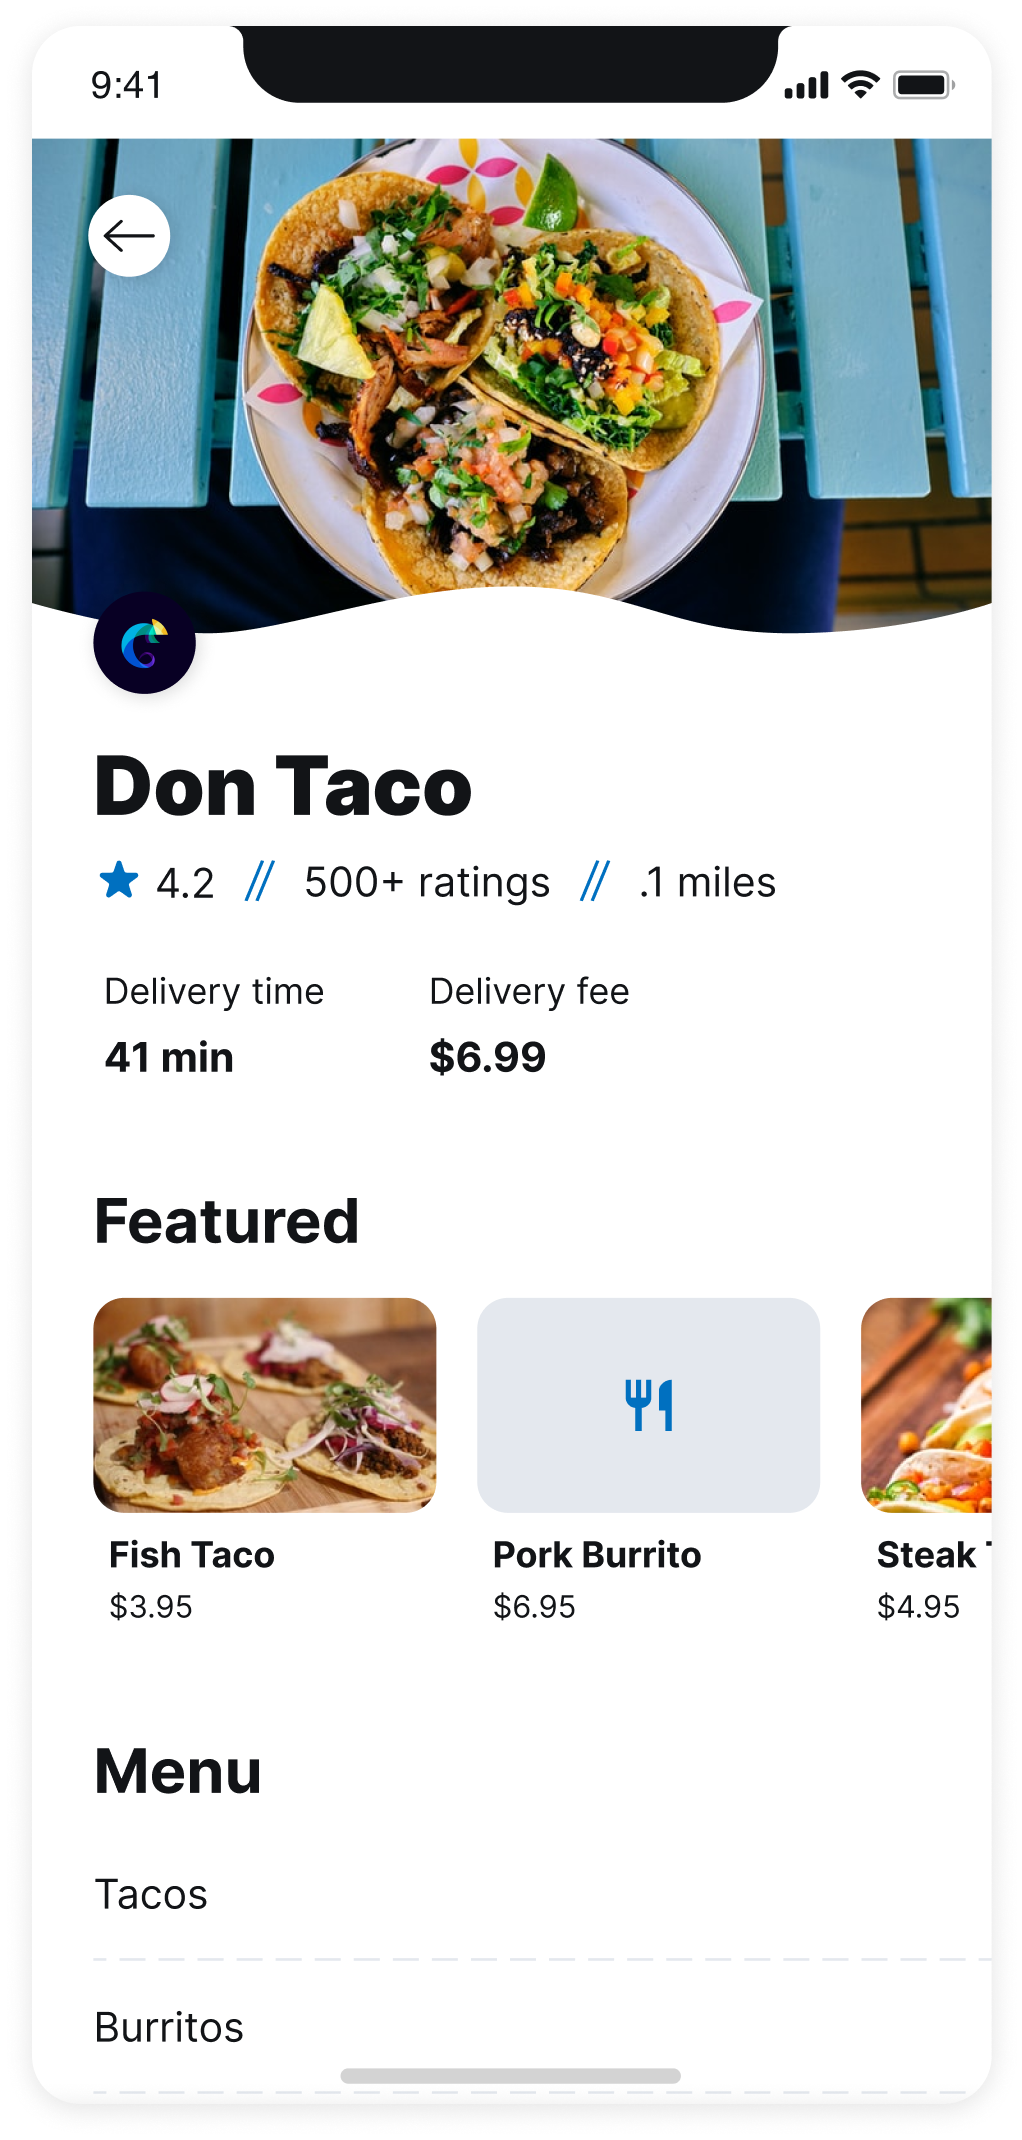 9:41
Don Taco
4.2 // 500+ ratings // .1 miles
Delivery time Delivery fee
41 min $6.99
Featured
Fish Taco Pork Burrito Steak
$3.95 $6.95 $4.95
Menu
Tacos
Burritos